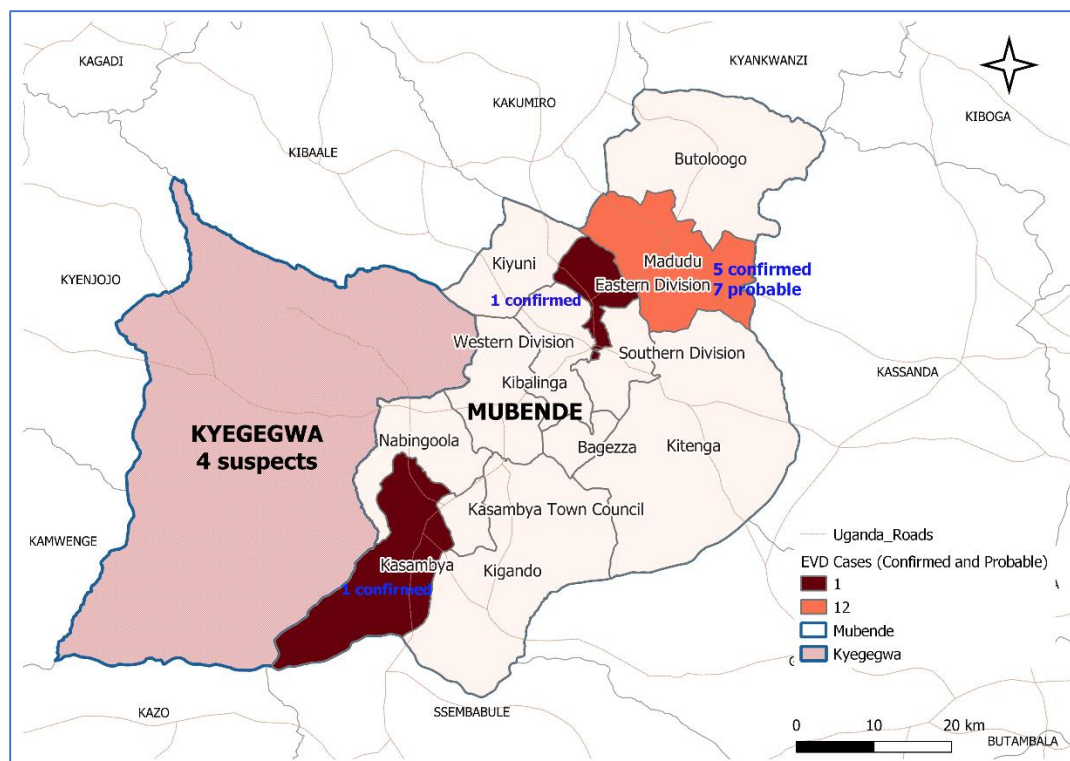 KAGADI
KYANKWANZI
KAKUMIRO
KIBOGA
KIBAALE
Butoloogo
KYENJOJO
Kiyuni
Madudu
5 confirmed
Eastern Division
7 probable
1 confirmed
Western Division
Southern Division
KASSANDA
Kibalinga
MUBENDE
KYEGEGWA
4 suspects
Nabingoola
Bagezza
Kitenga
Kasambya Town Council
KAMWENGE
Kasambya
Kigando
1 confirmed
Uganda_Roads
EVD Cases (Confirmed and Probable)
1
12
Mubende
Kyegegwa
KAZO
SSEMBABULE
0 10 20 km
BUTAMBALA